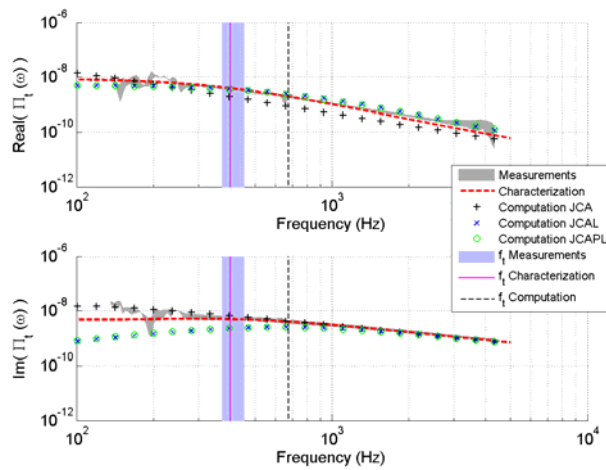 10^-6
10^-8
10^-10
10^-12
Real( Π_t (ω))
10^2
10^3
Frequency (Hz)
Measurements
Characterization
Computation JCA
Computation JCAL
Computation JCAPL
f_t Measurements
f_t Characterization
f_t Computation
10^-6
10^-8
10^-10
10^-12
Im( Π_t (ω))
10^2
10^3
10^4
Frequency (Hz)